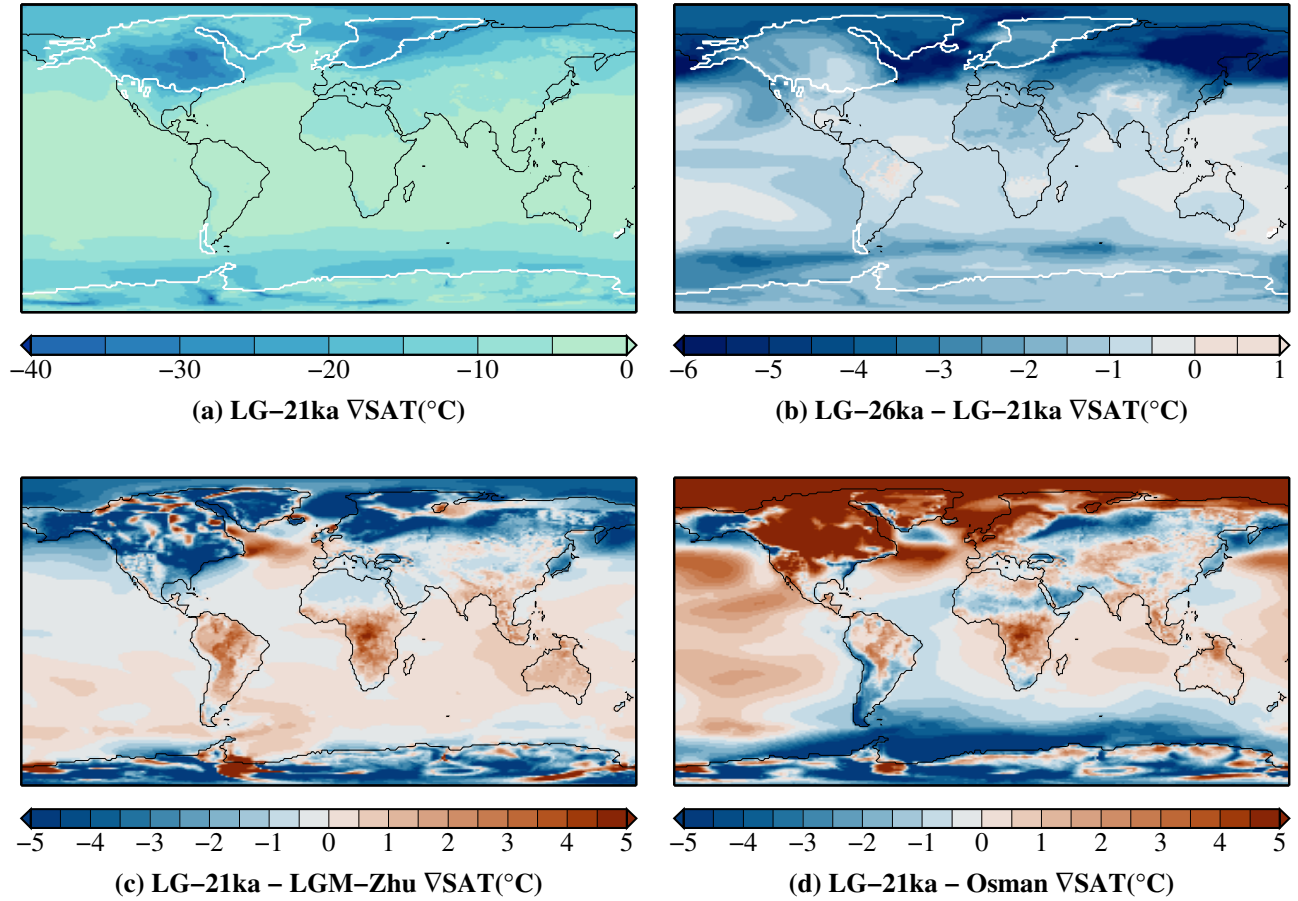 −40 −30 −20 −10 0
(a) LG−21ka ∇SAT(°C)
−6 −5 −4 −3 −2 −1 0 1
(b) LG−26ka − LG−21ka ∇SAT(°C)
−5 −4 −3 −2 −1 0 1 2 3 4 5
(c) LG−21ka − LGM−Zhu ∇SAT(°C)
−5 −4 −3 −2 −1 0 1 2 3 4 5
(d) LG−21ka − Osman ∇SAT(°C)